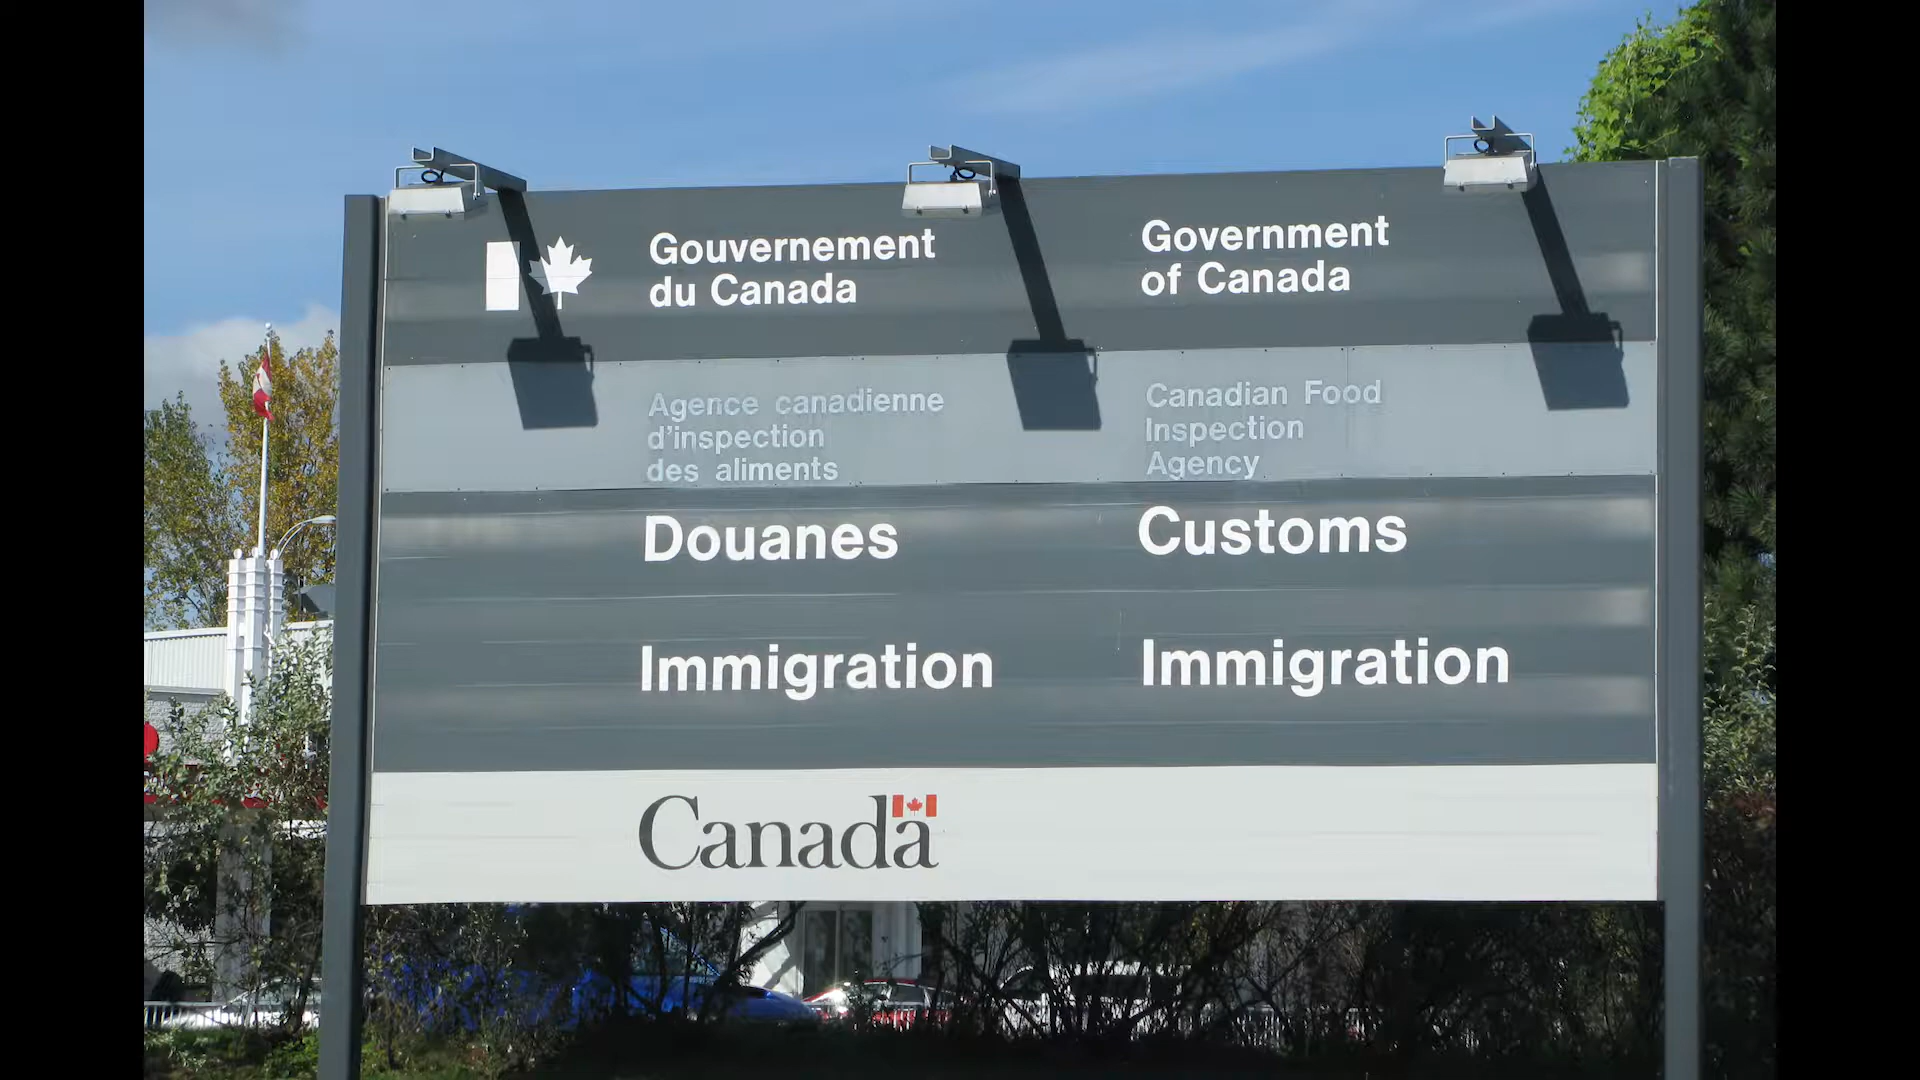 Gouvernement
du Canada
Government
of Canada
Agence canadienne
d'inspection
des aliments
Canadian Food
Inspection
Agency
Douanes
Customs
Immigration
Immigration
Canada